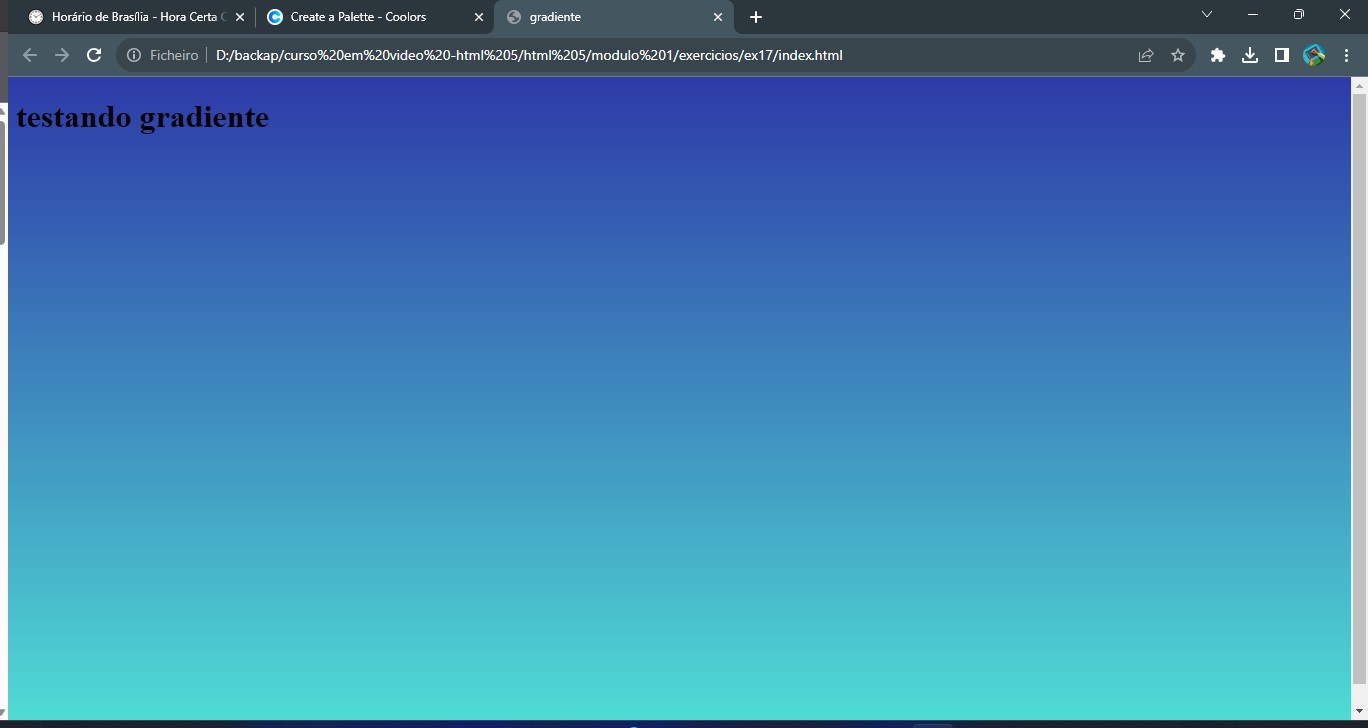 Horário de Brasília - Hora Certa
Create a Palette - Coolors
gradiente
Ficheiro
D:/backap/curso%20em%20video%20-html%205/html%205/modulo%201/exercicios/ex17/index.html
testando gradiente